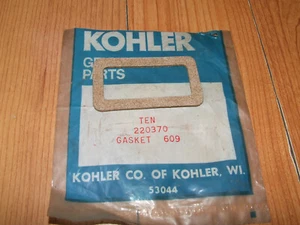 KOHLER
PARTS
TEN
220370
GASKET 609
KOHLER CO. OF KOHLER, WI.
53044